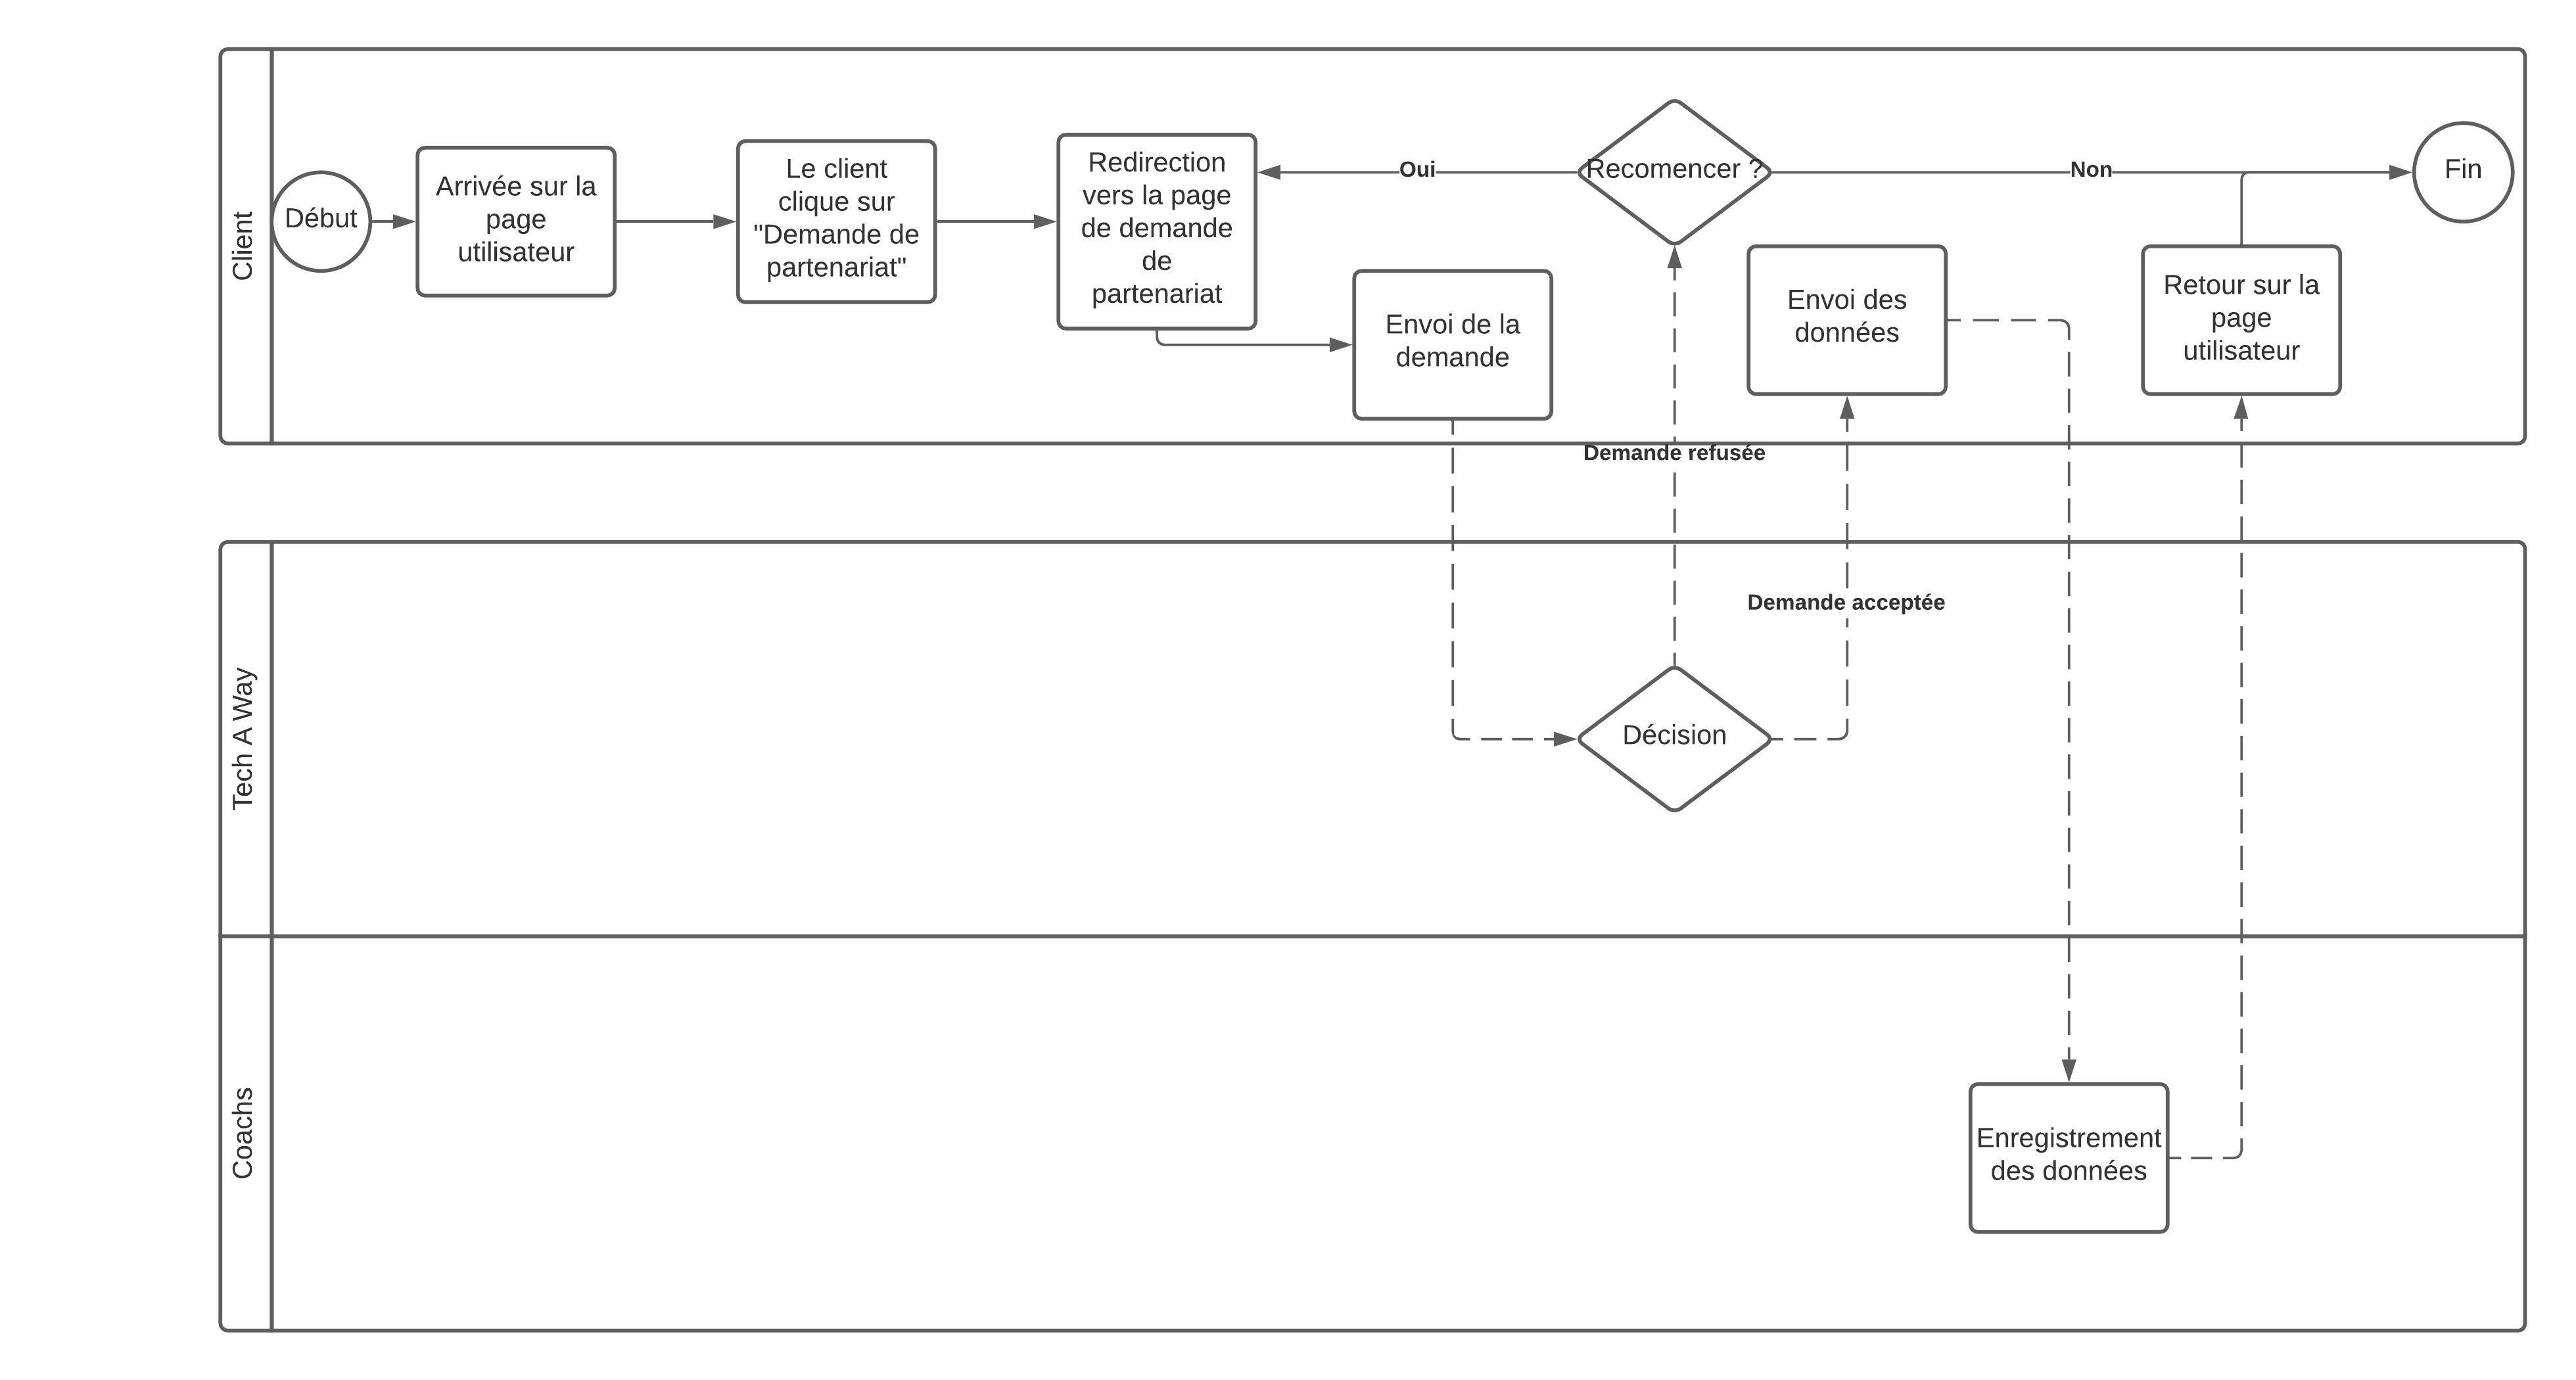 Client
Début
Arrivée sur la
page
utilisateur
Le client
clique sur
"Demande de
partenariat"
Redirection
vers la page
de demande
de
partenariat
Envoi de la
demande
Oui
Recomencer ?
Non
Fin
Envoi des
données
Retour sur la
page
utilisateur
Demande refusée
Tech A Way
Demande acceptée
Décision
Coachs
Enregistrement
des données